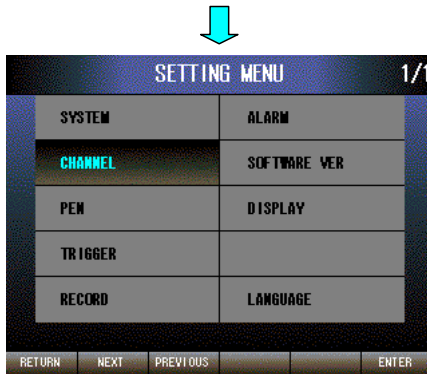 SETTING MENU 1/1
SYSTEM ALARM
CHANNEL SOFTWARE VER
PEN DISPLAY
TRIGGER
RECORD LANGUAGE
RETURN NEXT PREVIOUS ENTER